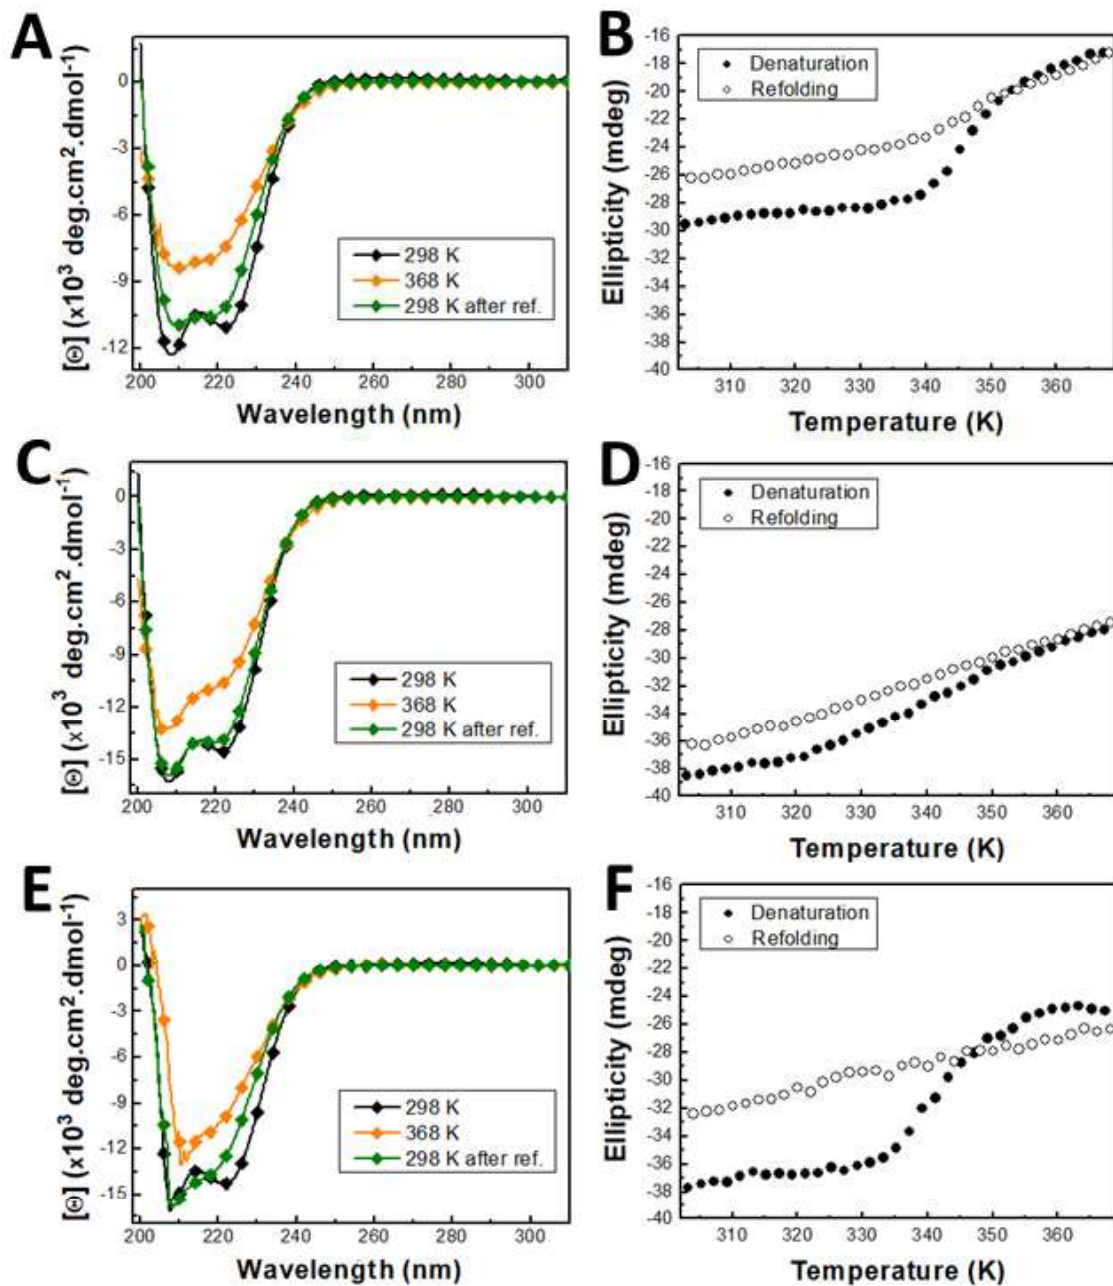 A
[Θ] (x10³ deg.cm².dmol⁻¹)
0
-3
-6
-9
-12
298 K
368 K
298 K after ref.
200 220 240 260 280 300
Wavelength (nm)
B
Ellipticity (mdeg)
-16
-18
-20
-22
-24
-26
-28
-30
-32
-34
-36
-38
-40
Denaturation
Refolding
310 320 330 340 350 360
Temperature (K)
C
[Θ] (x10³ deg.cm².dmol⁻¹)
0
-3
-6
-9
-12
-15
298 K
368 K
298 K after ref.
200 220 240 260 280 300
Wavelength (nm)
D
Ellipticity (mdeg)
-16
-18
-20
-22
-24
-26
-28
-30
-32
-34
-36
-38
-40
Denaturation
Refolding
310 320 330 340 350 360
Temperature (K)
E
[Θ] (x10³ deg.cm².dmol⁻¹)
3
0
-3
-6
-9
-12
-15
298 K
368 K
298 K after ref.
200 220 240 260 280 300
Wavelength (nm)
F
Ellipticity (mdeg)
-16
-18
-20
-22
-24
-26
-28
-30
-32
-34
-36
-38
-40
Denaturation
Refolding
310 320 330 340 350 360
Temperature (K)